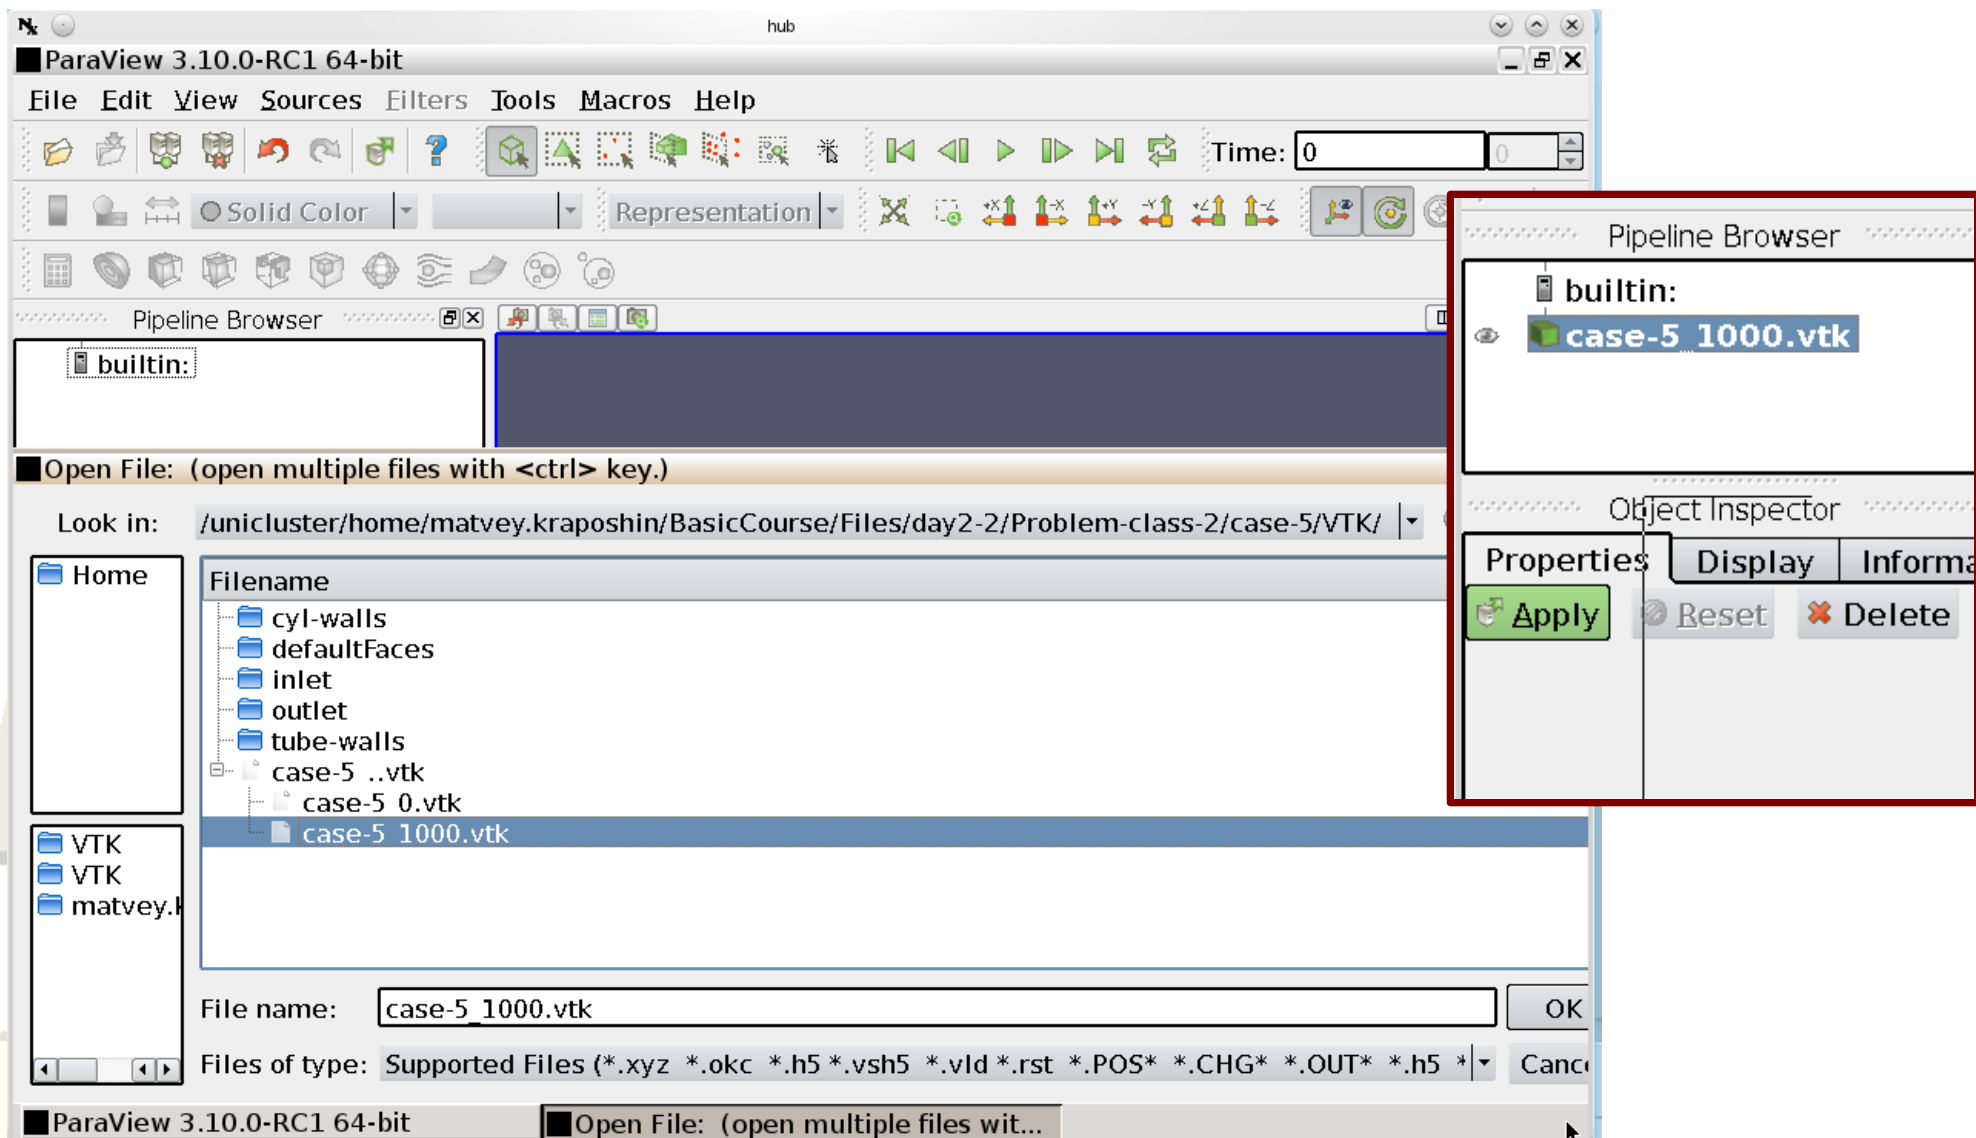 hub
ParaView 3.10.0-RC1 64-bit
File Edit View Sources Filters Tools Macros Help
Time: 0 0
Solid Color Representation
Pipeline Browser
builtin:
Open File: (open multiple files with <ctrl> key.)
Look in: /unicluster/home/matvey.kraposhin/BasicCourse/Files/day2-2/Problem-class-2/case-5/VTK/
Home
Filename
cyl-walls
defaultFaces
inlet
outlet
tube-walls
case-5_..vtk
case-5_0.vtk
case-5_1000.vtk
VTK
VTK
matvey.k
File name: case-5_1000.vtk OK
Files of type: Supported Files (*.xyz *.okc *.h5 *.vsh5 *.vld *.rst *.POS* *.CHG* *.OUT* *.h5 * Cance
ParaView 3.10.0-RC1 64-bit Open File: (open multiple files wit...
Pipeline Browser
builtin:
case-5_1000.vtk
Object Inspector
Properties Display Informa
Apply Reset Delete